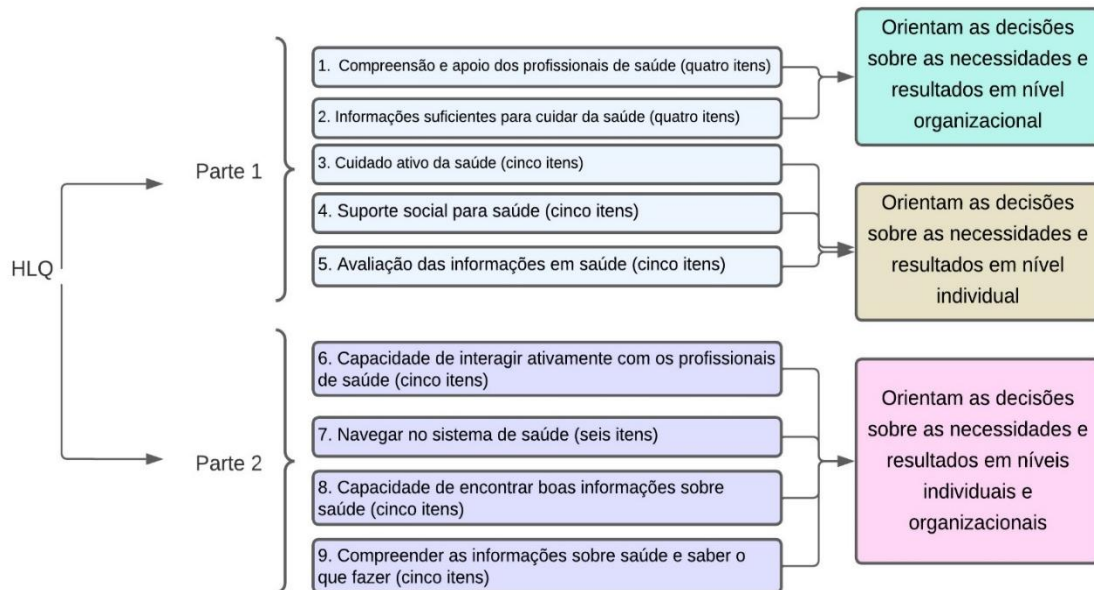 HLQ
Parte 1
1. Compreensão e apoio dos profissionais de saúde (quatro itens)
2. Informações suficientes para cuidar da saúde (quatro itens)
3. Cuidado ativo da saúde (cinco itens)
4. Suporte social para saúde (cinco itens)
5. Avaliação das informações em saúde (cinco itens)
Orientam as decisões
sobre as necessidades e
resultados em nível
organizacional
Orientam as decisões
sobre as necessidades e
resultados em nível
individual
Parte 2
6. Capacidade de interagir ativamente com os profissionais
de saúde (cinco itens)
7. Navegar no sistema de saúde (seis itens)
8. Capacidade de encontrar boas informações sobre
saúde (cinco itens)
9. Compreender as informações sobre saúde e saber o
que fazer (cinco itens)
Orientam as decisões
sobre as necessidades e
resultados em níveis
individuais e
organizacionais